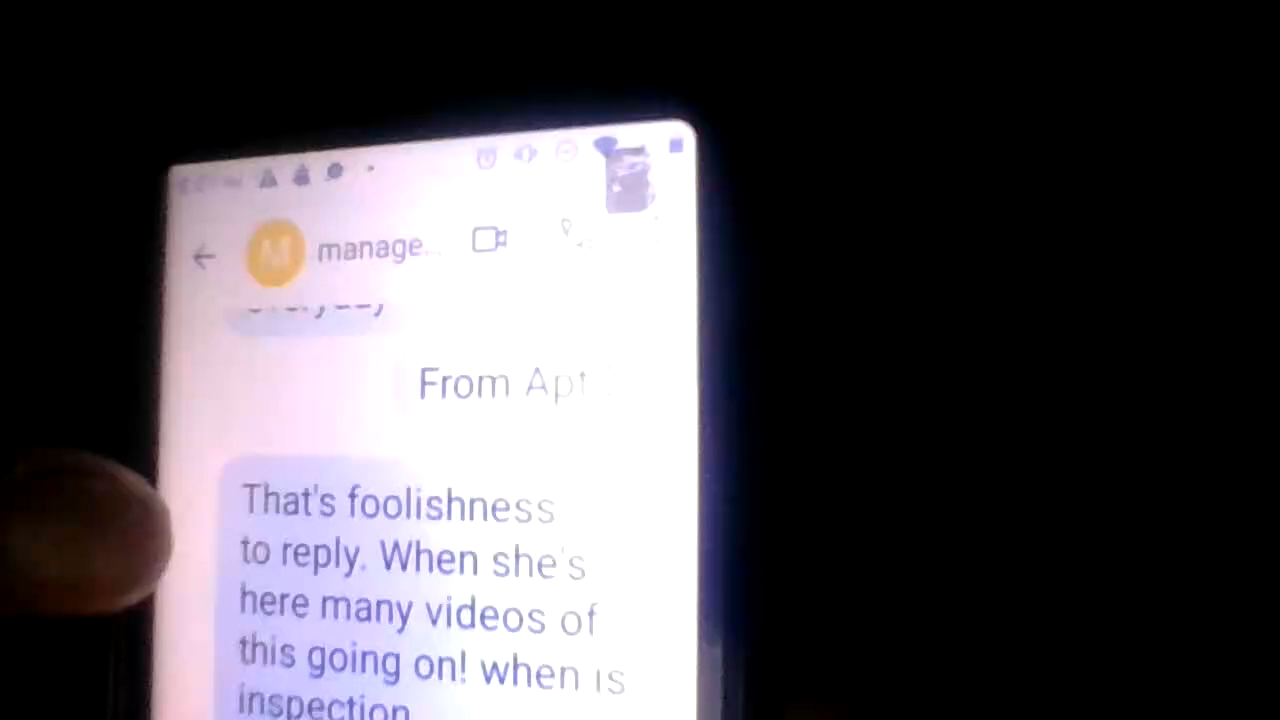 M manage...
From Apt
That's foolishness
to reply. When she's
here many videos of
this going on! when is
inspection